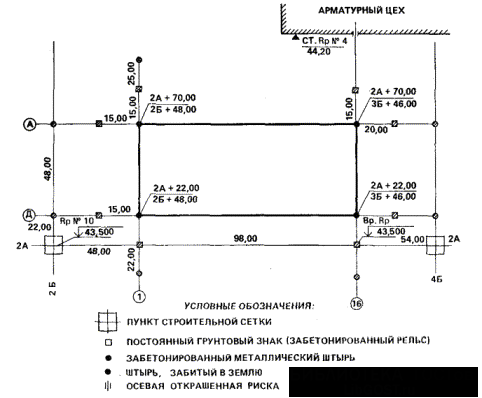 АРМАТУРНЫЙ ЦЕХ
СТ. Rp № 4
44,20
25,00
15,00
2А + 70,00
2Б + 48,00
15,00
2А + 70,00
3Б + 46,00
А
15,00
20,00
48,00
2А + 22,00
2Б + 48,00
2А + 22,00
3Б + 46,00
Д
15,00
22,00
Rp № 10
43,500
Вр. Rp
43,500
2А
48,00
22,00
98,00
54,00
2А
2 Б
1
16
4Б
УСЛОВНЫЕ ОБОЗНАЧЕНИЯ:
ПУНКТ СТРОИТЕЛЬНОЙ СЕТКИ
ПОСТОЯННЫЙ ГРУНТОВЫЙ ЗНАК (ЗАБЕТОНИРОВАННЫЙ РЕЛЬС)
ЗАБЕТОНИРОВАННЫЙ МЕТАЛЛИЧЕСКИЙ ШТЫРЬ
ШТЫРЬ, ЗАБИТЫЙ В ЗЕМЛЮ
ОСЕВАЯ ОТКРАШЕННАЯ РИСКА